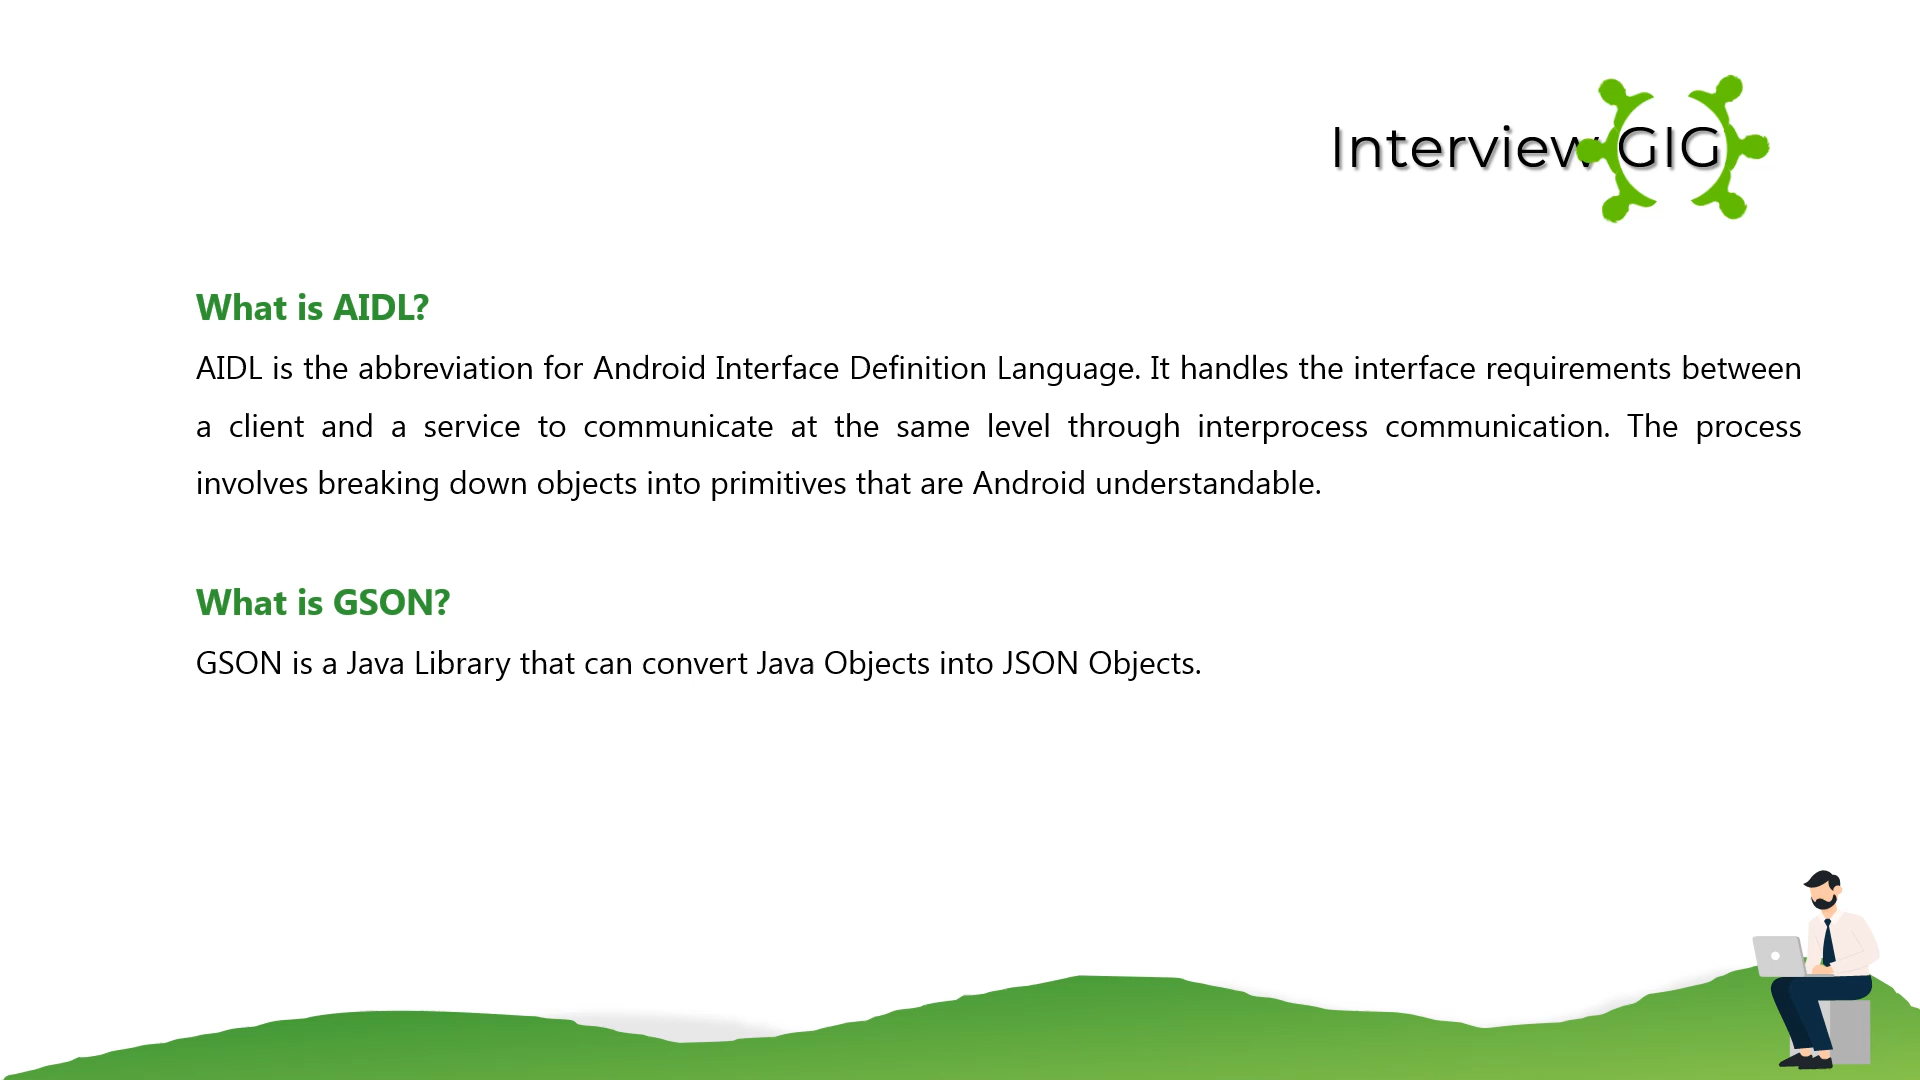 Interview GIG
What is AIDL?
AIDL is the abbreviation for Android Interface Definition Language. It handles the interface requirements between
a client and a service to communicate at the same level through interprocess communication. The process
involves breaking down objects into primitives that are Android understandable.
What is GSON?
GSON is a Java Library that can convert Java Objects into JSON Objects.